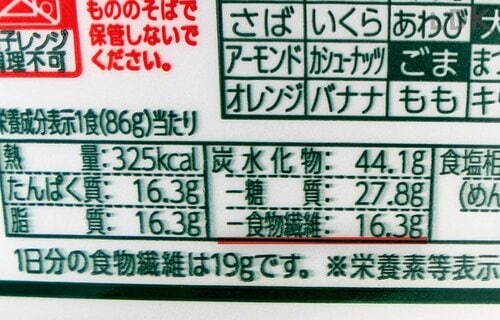 もののそばで
保管しないで
ください。
子レンジ
調理不可
さば いくら あわび
アーモンド カシューナッツ ごま まつ
オレンジ バナナ もも キウ
栄養成分表示1食(86g)当たり
熱量:325kcal 炭水化物:44.1g 食塩相
たんぱく質:16.3g ー糖質:27.8g (めん
脂質:16.3g ー食物繊維:16.3g
1日分の食物繊維は19gです。 ※栄養素等表示